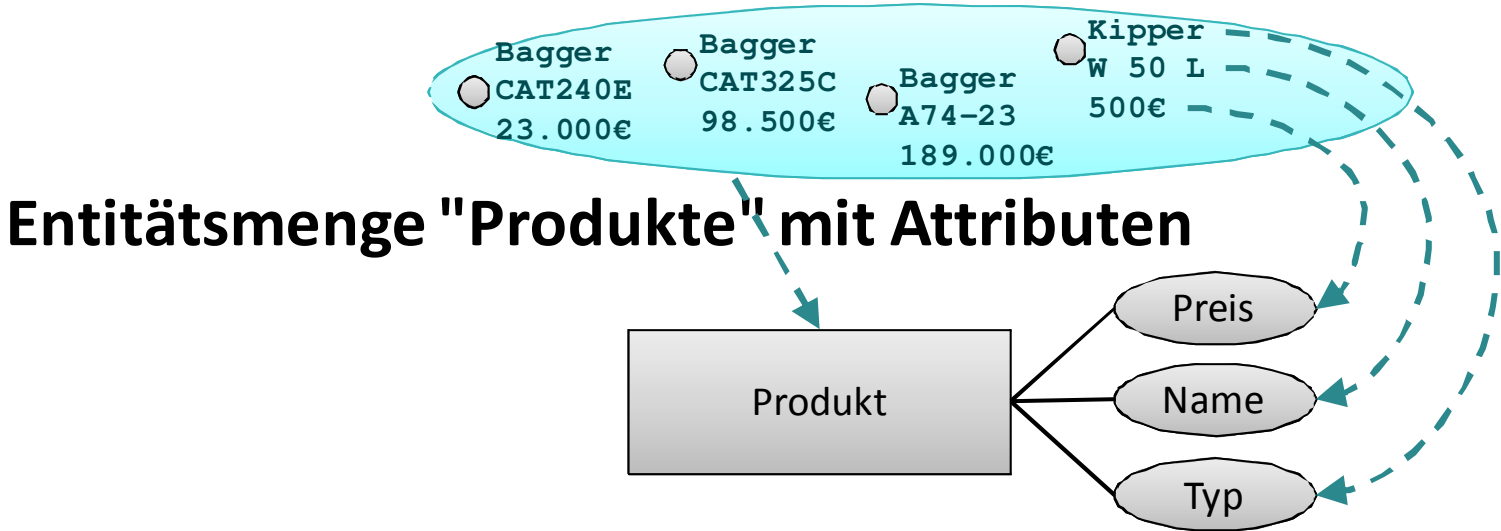 Bagger
CAT240E
23.000€
Bagger
CAT325C
98.500€
Bagger
A74-23
189.000€
Kipper
W 50 L
500€
Entitätsmenge "Produkte" mit Attributen
Produkt
Preis
Name
Typ